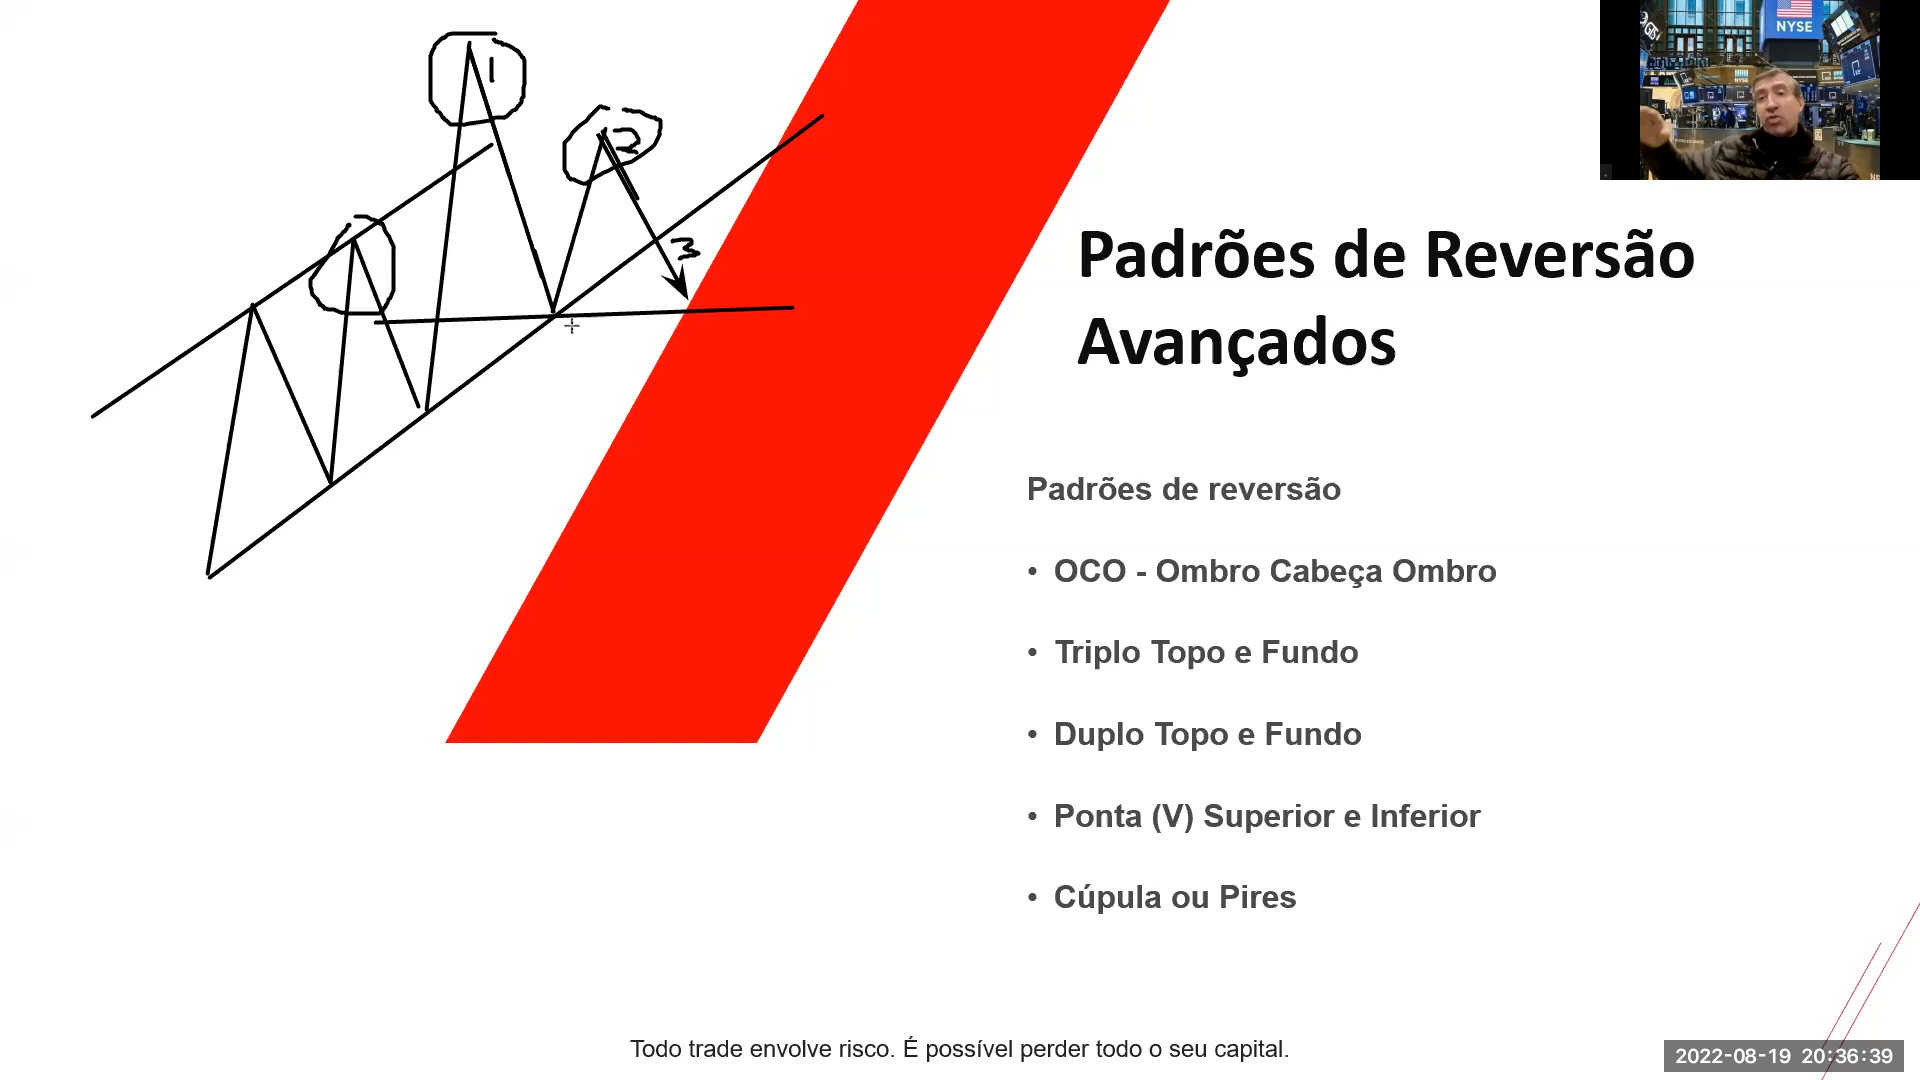 1
2
3
NYSE
Padrões de Reversão
Avançados
Padrões de reversão
• OCO - Ombro Cabeça Ombro
• Triplo Topo e Fundo
• Duplo Topo e Fundo
• Ponta (V) Superior e Inferior
• Cúpula ou Pires
Todo trade envolve risco. É possível perder todo o seu capital.
2022-08-19 20:36:39